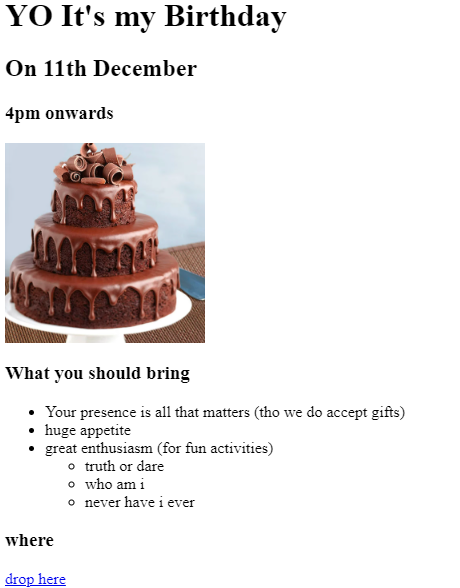 YO It's my Birthday
On 11th December
4pm onwards
What you should bring
Your presence is all that matters (tho we do accept gifts)
huge appetite
great enthusiasm (for fun activities)
truth or dare
who am i
never have i ever
where
drop here